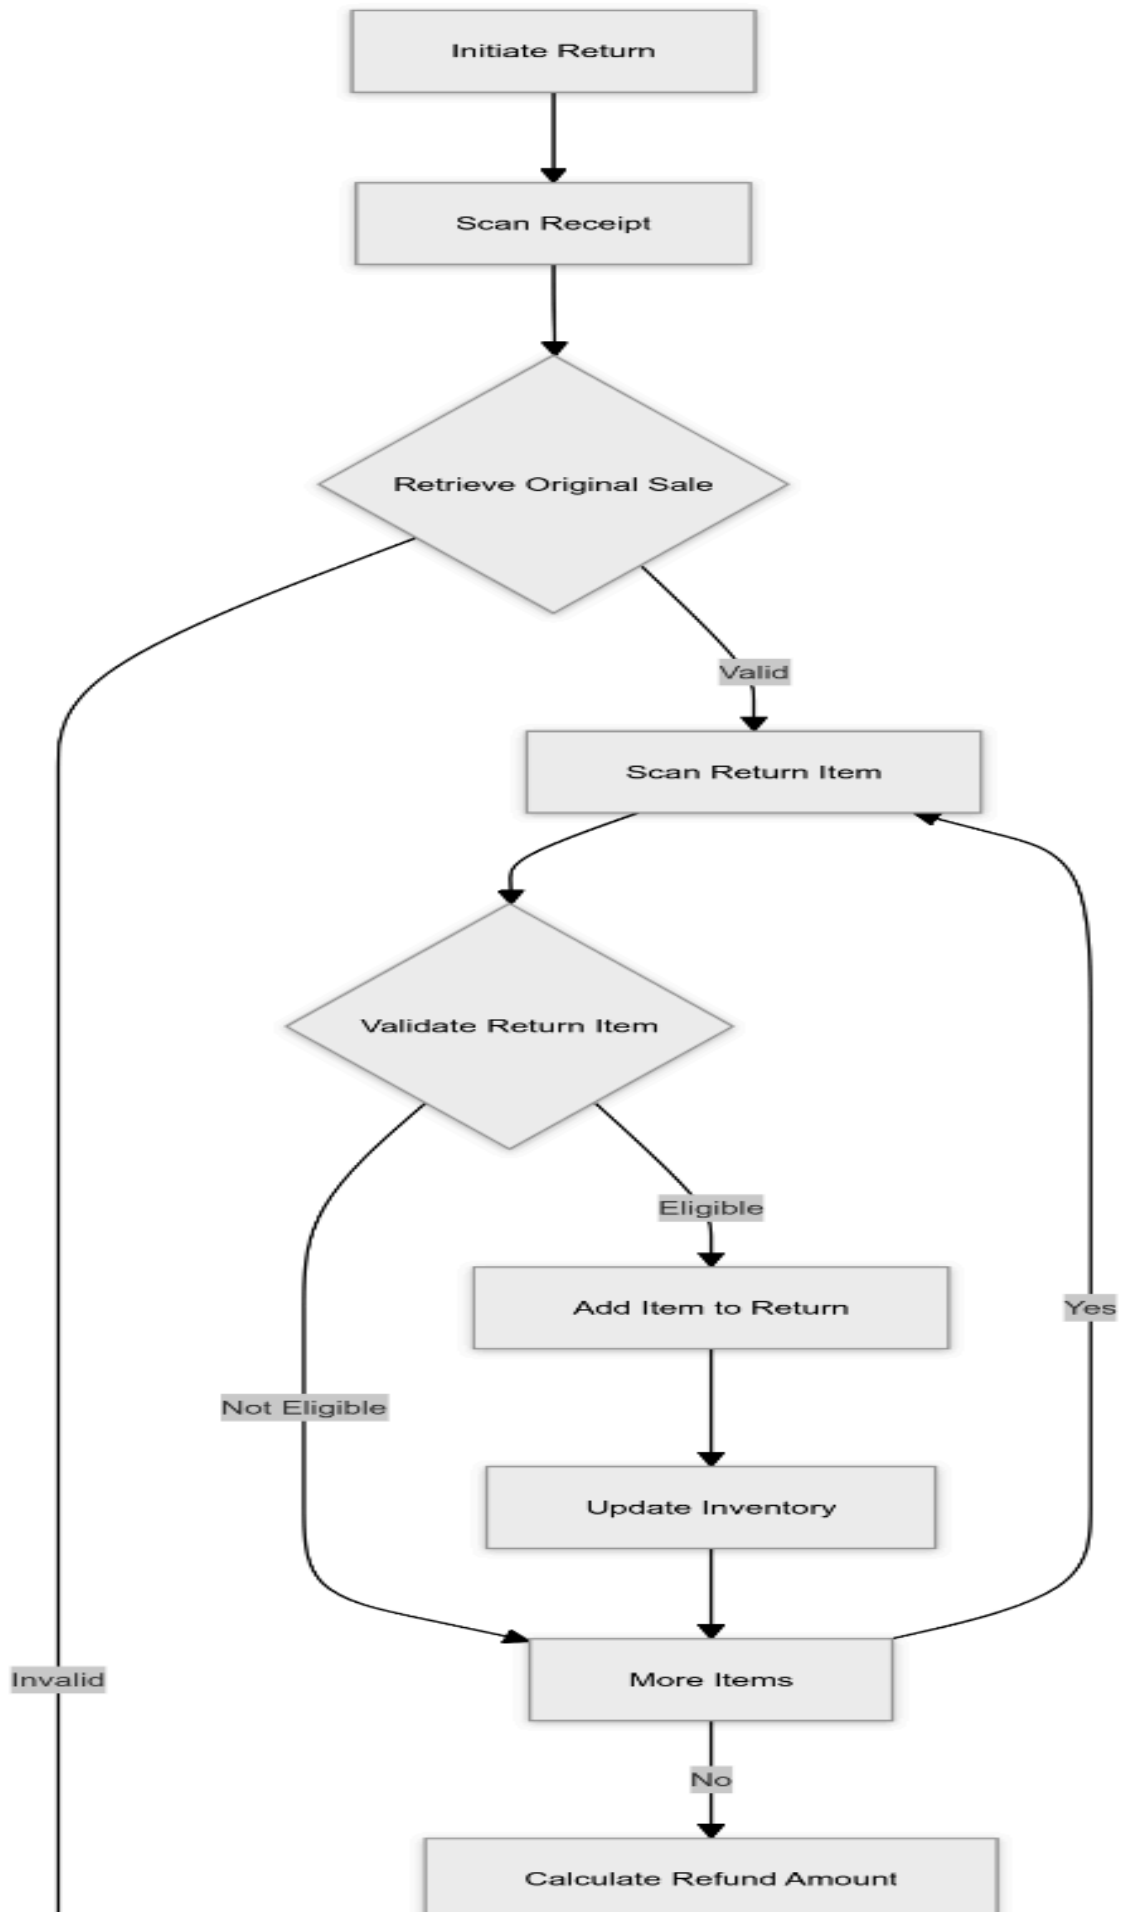 Initiate Return
Scan Receipt
Retrieve Original Sale
Valid
Scan Return Item
Validate Return Item
Eligible
Add Item to Return
Yes
Not Eligible
Update Inventory
Invalid
More Items
No
Calculate Refund Amount